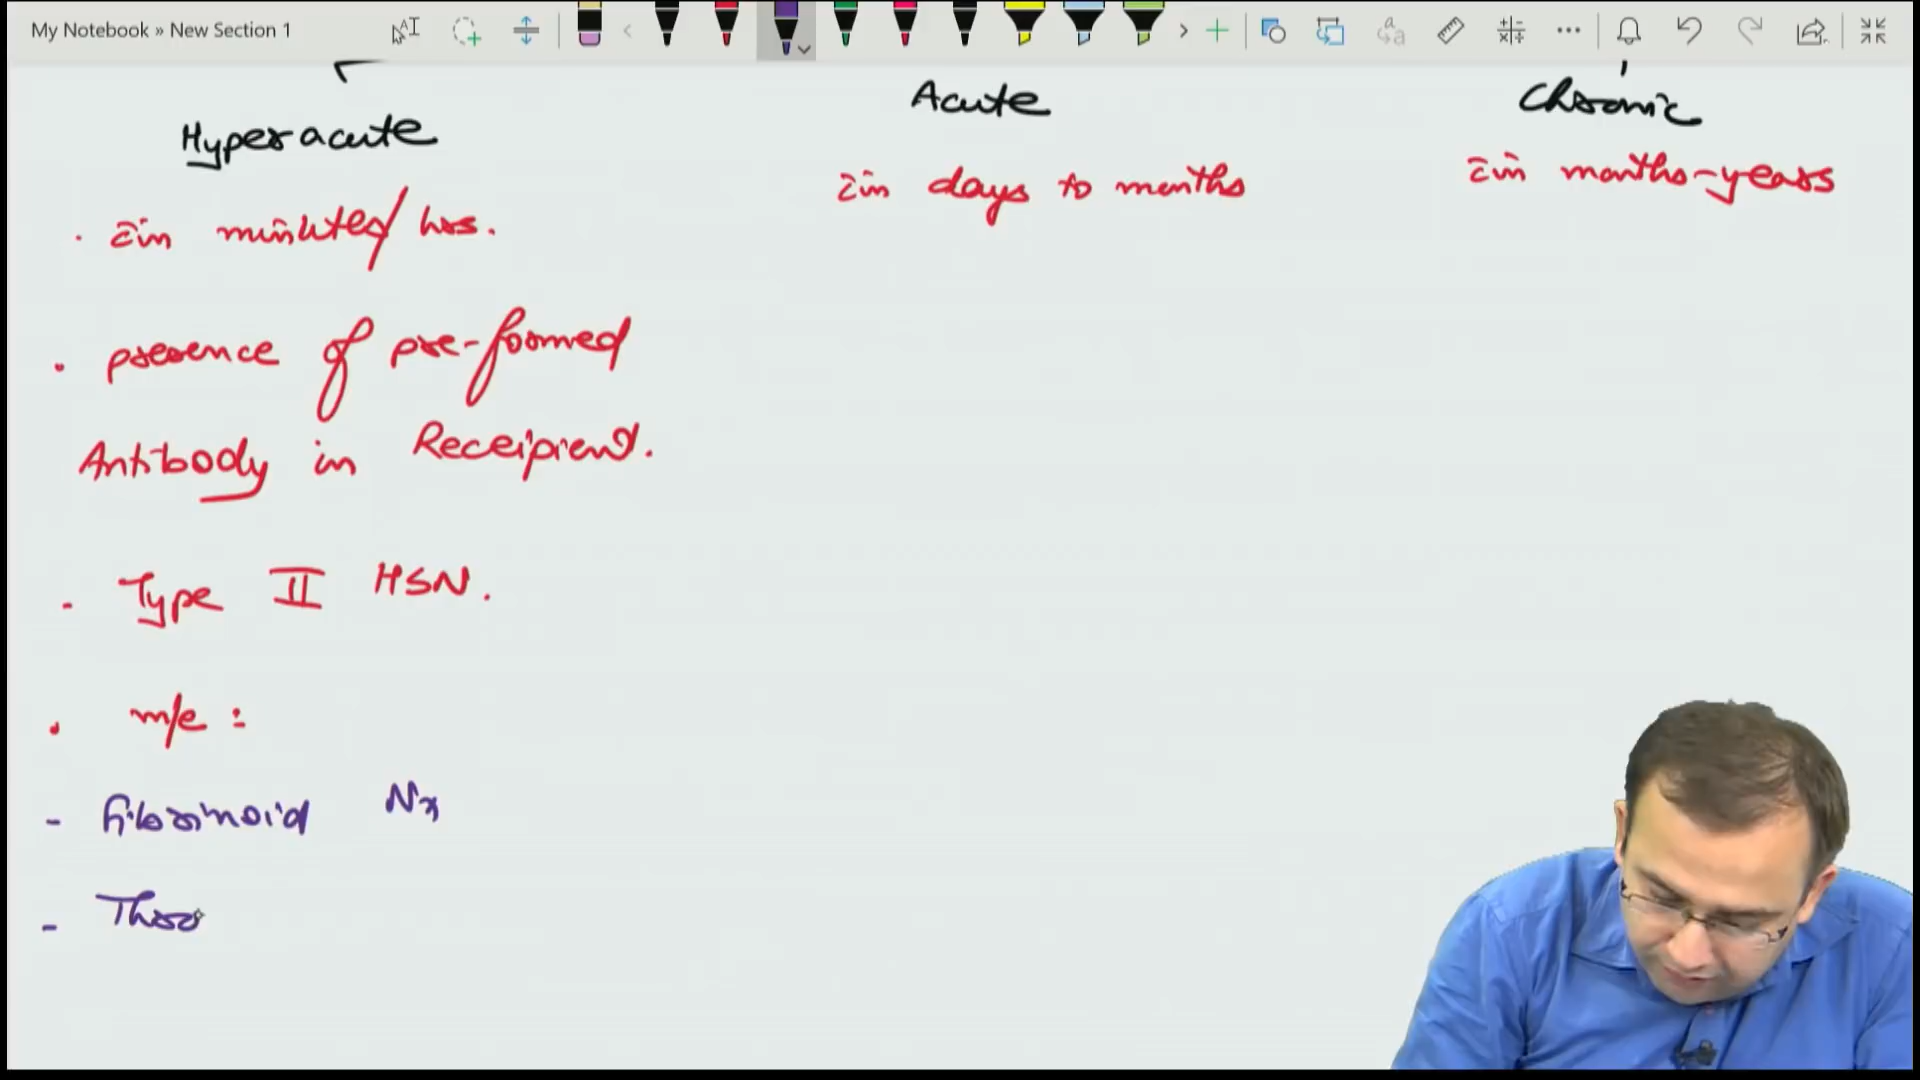 My Notebook » New Section 1
Hyperacute
Acute
Chronic
· c̄in minutes/hrs.
c̄in days to months
c̄in months-years
· presence of pre-formed
Antibody in Receipient.
- Type II HSN.
· m/e :
- fibrinoid Nx
- Thro